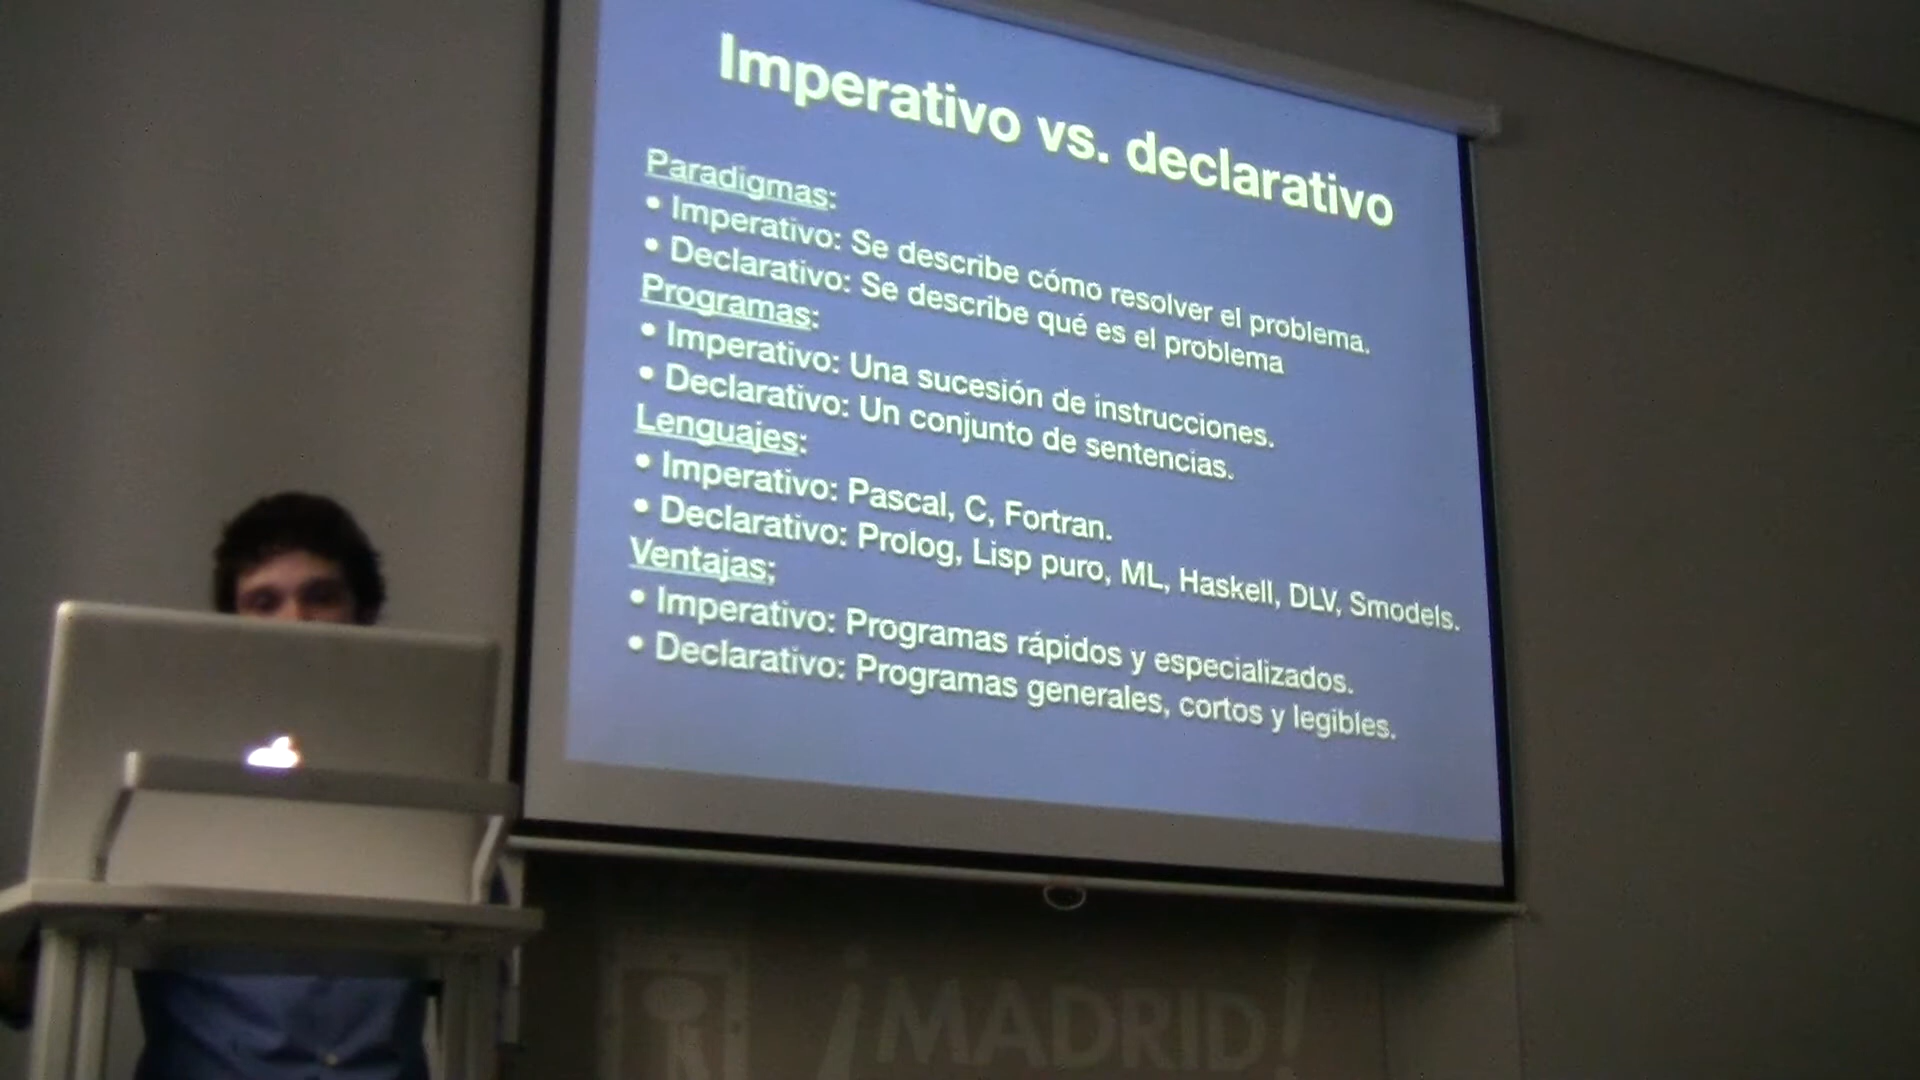 Imperativo vs. declarativo
Paradigmas:
• Imperativo: Se describe cómo resolver el problema.
• Declarativo: Se describe qué es el problema
Programas:
• Imperativo: Una sucesión de instrucciones.
• Declarativo: Un conjunto de sentencias.
Lenguajes:
• Imperativo: Pascal, C, Fortran.
• Declarativo: Prolog, Lisp puro, ML, Haskell, DLV, Smodels.
Ventajas;
• Imperativo: Programas rápidos y especializados.
• Declarativo: Programas generales, cortos y legibles.
¡MADRID!